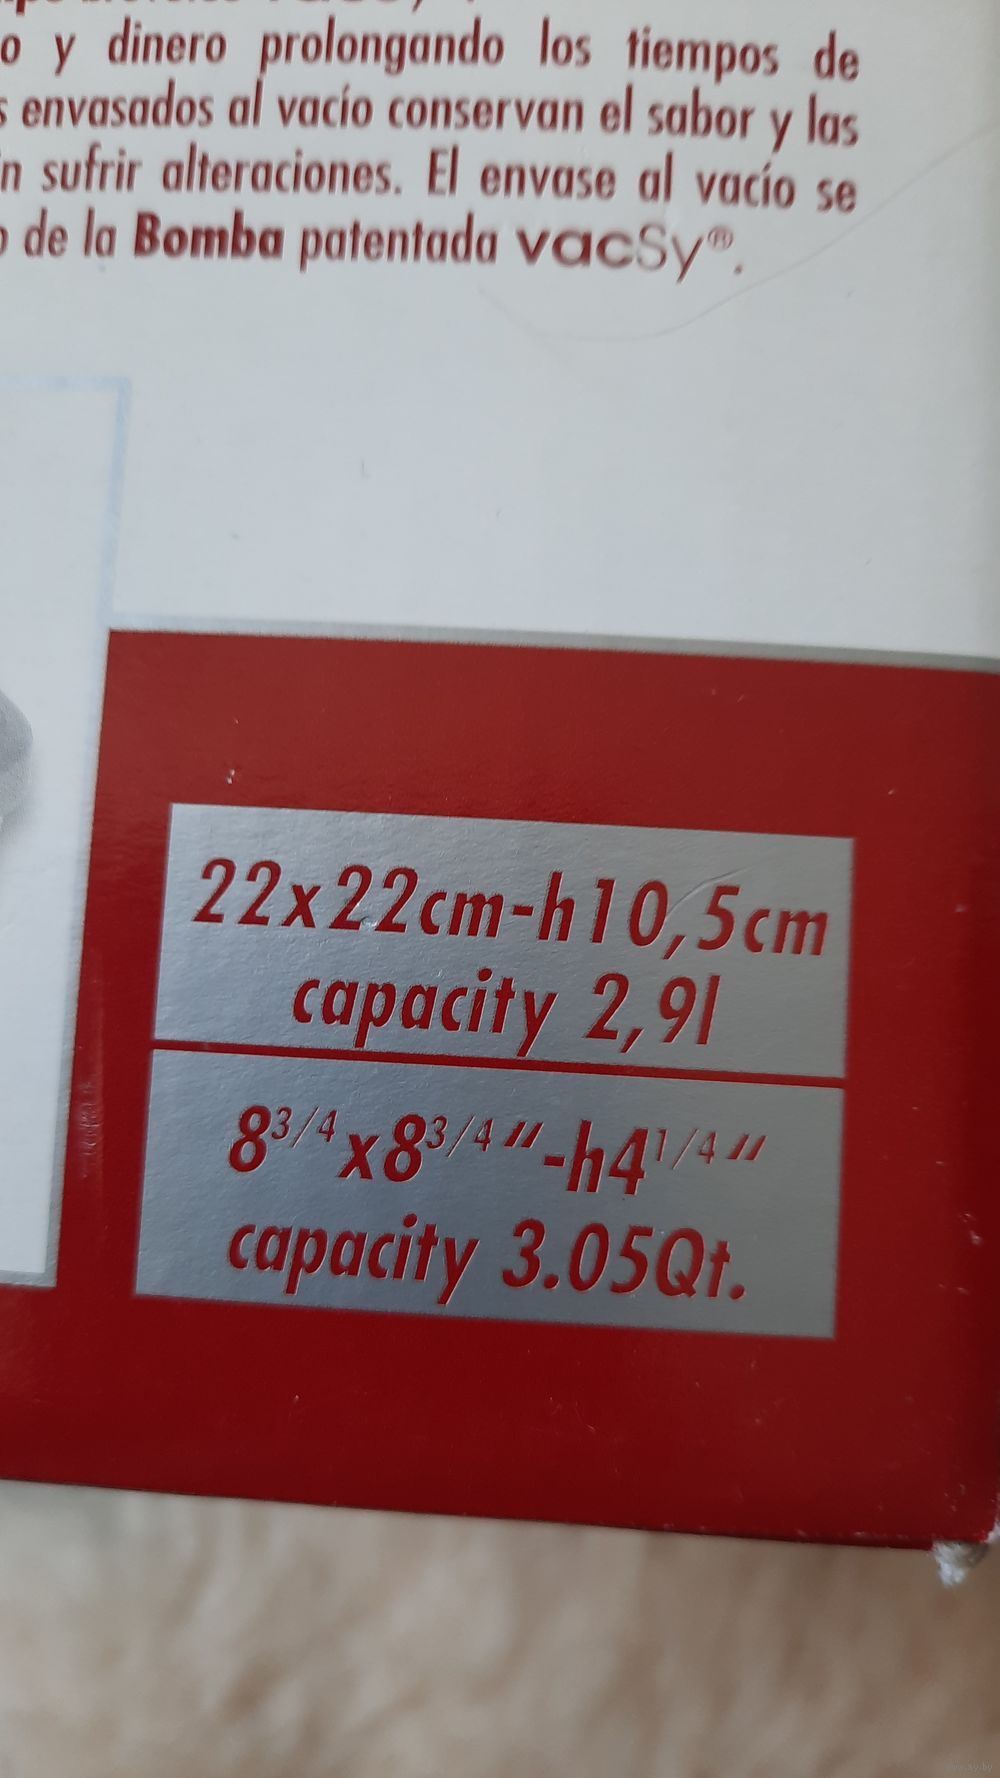 o y dinero prolongando los tiempos de
s envasados al vacío conservan el sabor y las
n sufrir alteraciones. El envase al vacío se
o de la Bomba patentada vacSy®.
22x22cm-h10,5cm
capacity 2,9l
8 3/4 x 8 3/4 "-h4 1/4 "
capacity 3.05Qt.